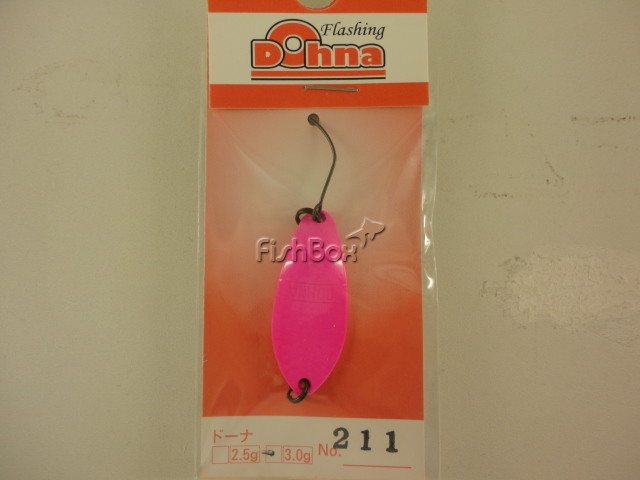 Flashing
Dohna
FishBox
ドーナ
2.5g 3.0g No. 211